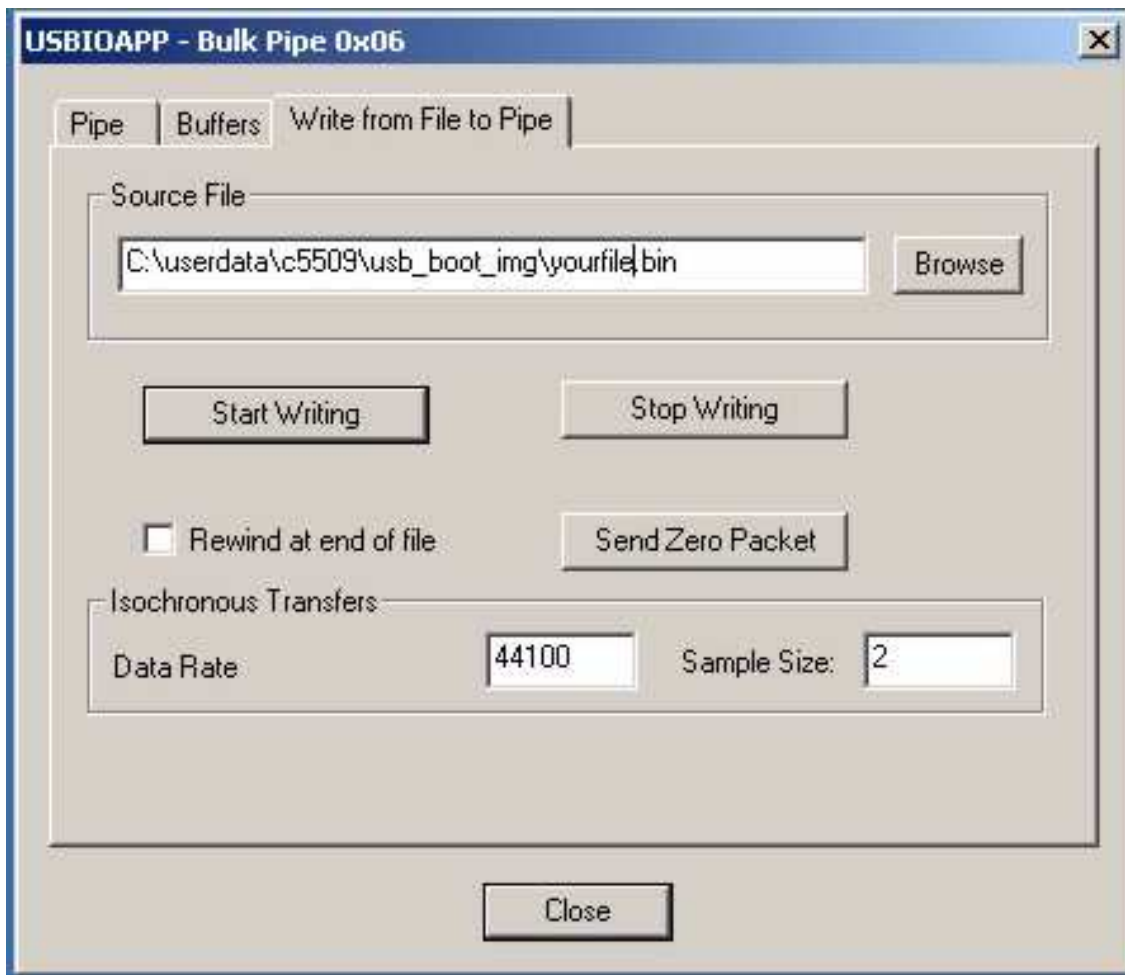 USBIOAPP - Bulk Pipe 0x06
Pipe Buffers Write from File to Pipe
Source File
C:\userdata\c5509\usb_boot_img\yourfile.bin Browse
Start Writing Stop Writing
Rewind at end of file Send Zero Packet
Isochronous Transfers
Data Rate 44100 Sample Size: 2
Close